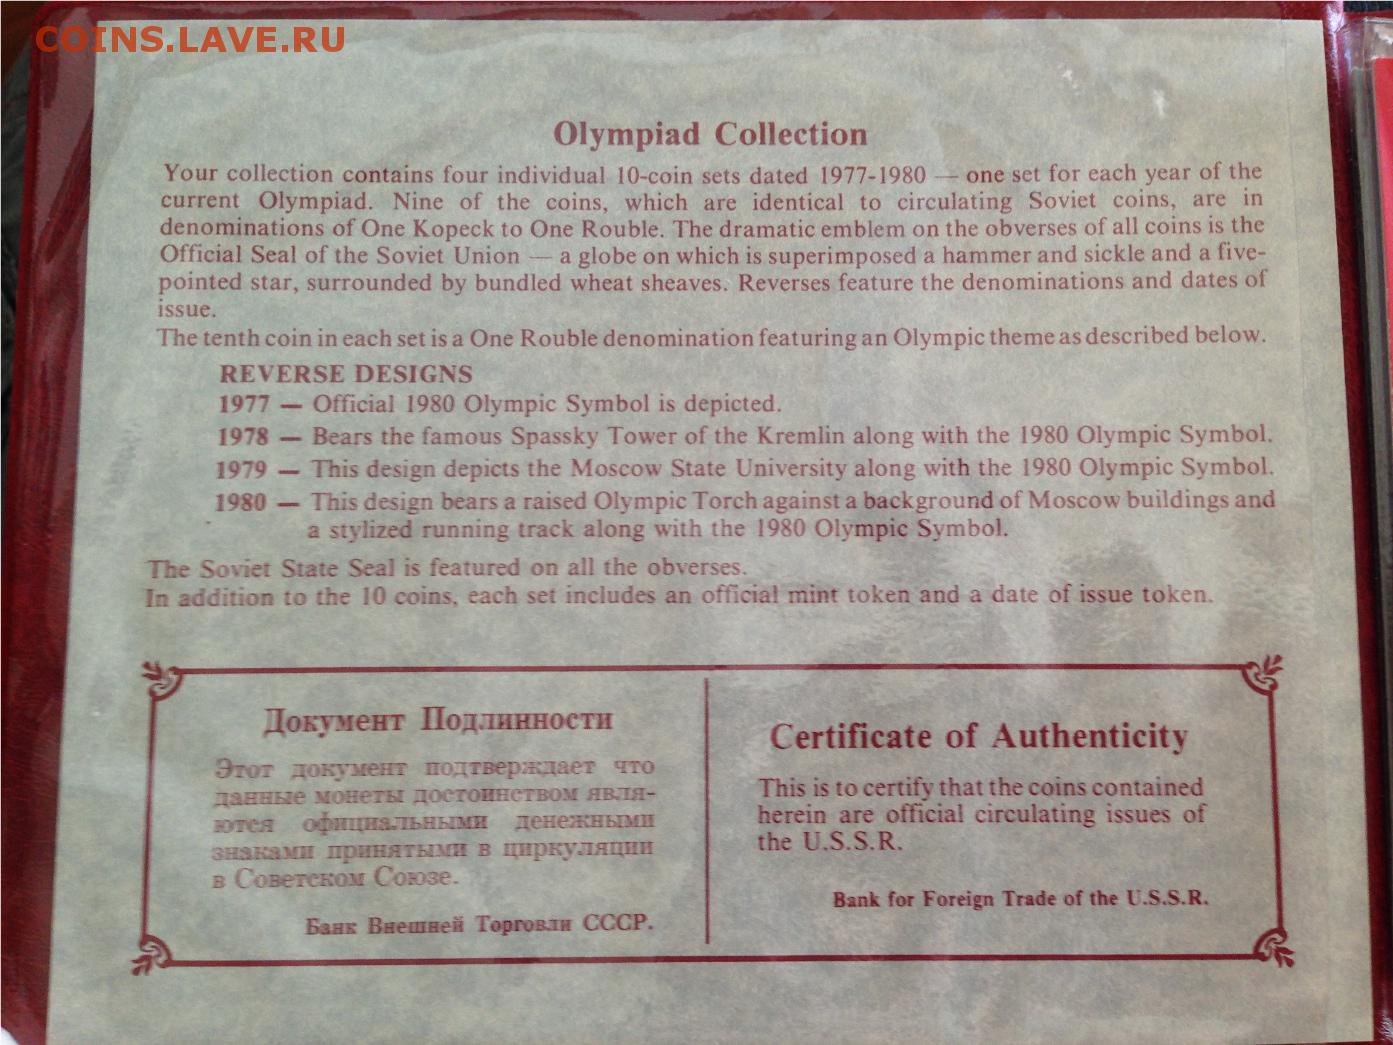 COINS.LAVE.RU
Olympiad Collection
Your collection contains four individual 10-coin sets dated 1977-1980 — one set for each year of the
current Olympiad. Nine of the coins, which are identical to circulating Soviet coins, are in
denominations of One Kopeck to One Rouble. The dramatic emblem on the obverses of all coins is the
Official Seal of the Soviet Union — a globe on which is superimposed a hammer and sickle and a five-
pointed star, surrounded by bundled wheat sheaves. Reverses feature the denominations and dates of
issue.
The tenth coin in each set is a One Rouble denomination featuring an Olympic theme as described below.
REVERSE DESIGNS
1977 — Official 1980 Olympic Symbol is depicted.
1978 — Bears the famous Spassky Tower of the Kremlin along with the 1980 Olympic Symbol.
1979 — This design depicts the Moscow State University along with the 1980 Olympic Symbol.
1980 — This design bears a raised Olympic Torch against a background of Moscow buildings and
a stylized running track along with the 1980 Olympic Symbol.
The Soviet State Seal is featured on all the obverses.
In addition to the 10 coins, each set includes an official mint token and a date of issue token.
Документ Подлинности
Этот документ подтверждает что
данные монеты достоинством явля-
ются официальными денежными
знаками принятыми в циркуляции
в Советском Союзе.
Банк Внешней Торговли СССР.
Certificate of Authenticity
This is to certify that the coins contained
herein are official circulating issues of
the U.S.S.R.
Bank for Foreign Trade of the U.S.S.R.